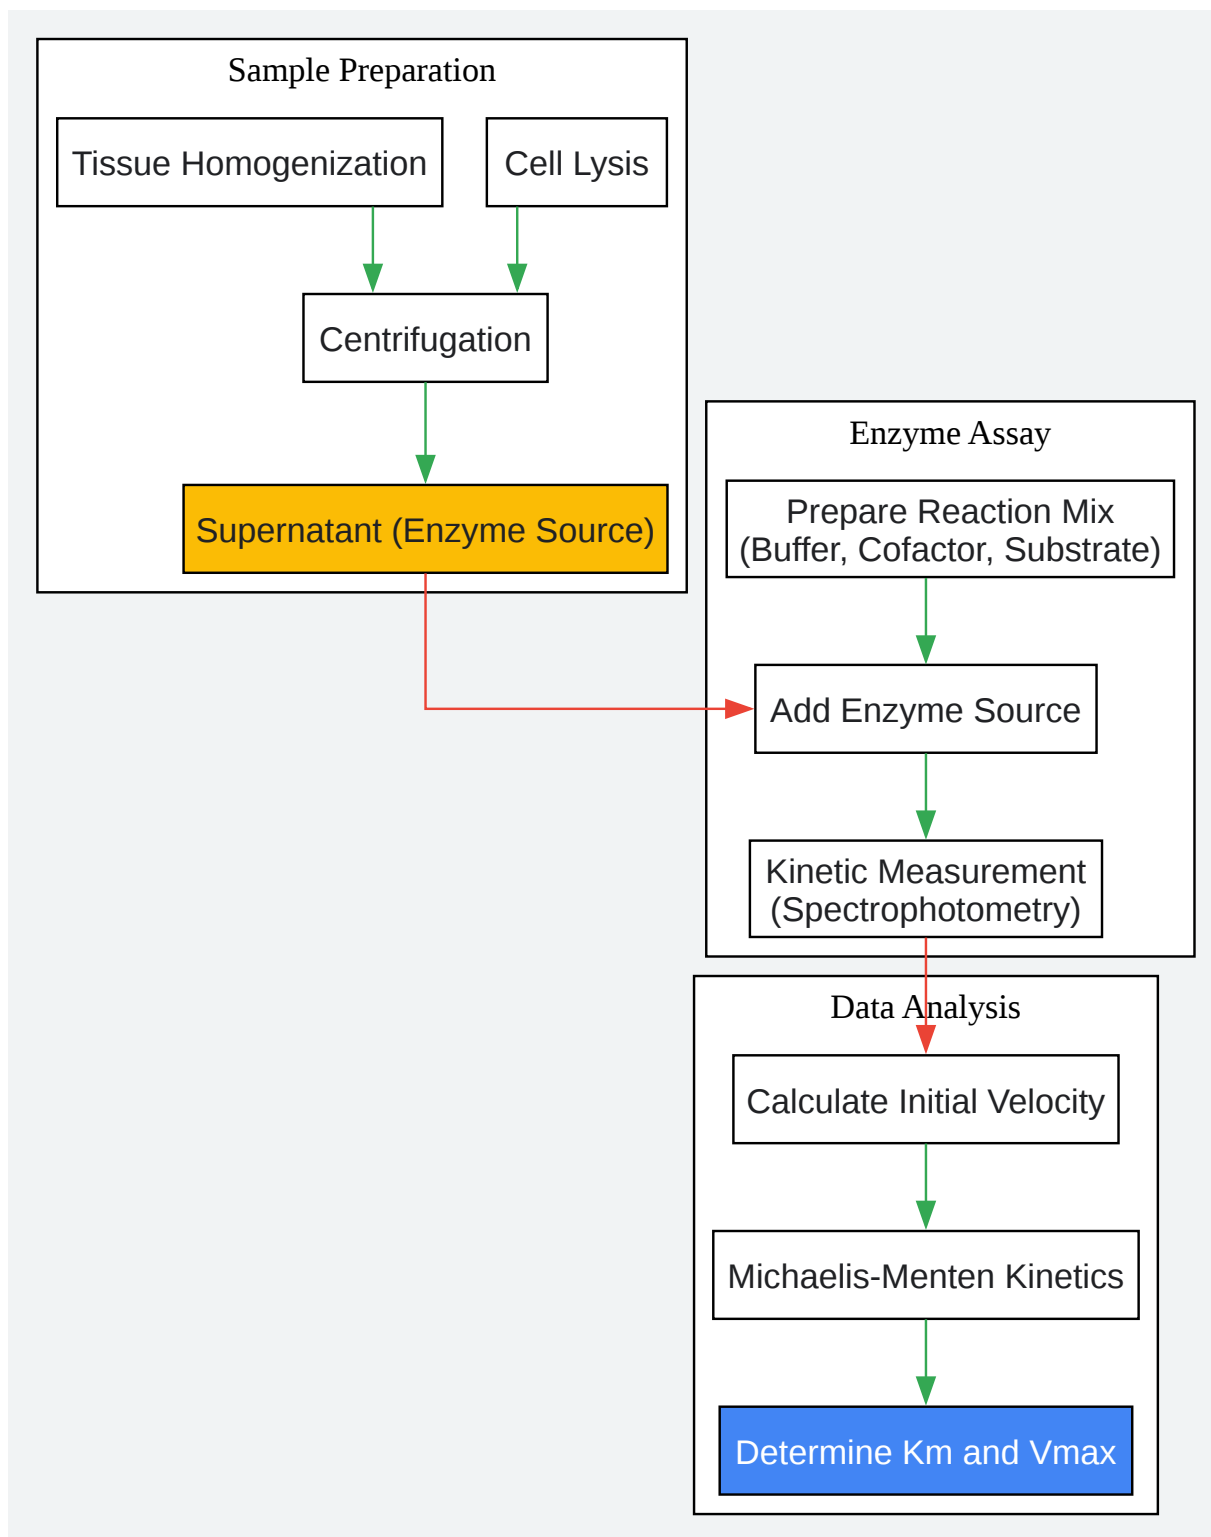 Sample Preparation
Tissue Homogenization
Cell Lysis
Centrifugation
Supernatant (Enzyme Source)
Enzyme Assay
Prepare Reaction Mix
(Buffer, Cofactor, Substrate)
Add Enzyme Source
Kinetic Measurement
(Spectrophotometry)
Data Analysis
Calculate Initial Velocity
Michaelis-Menten Kinetics
Determine Km and Vmax